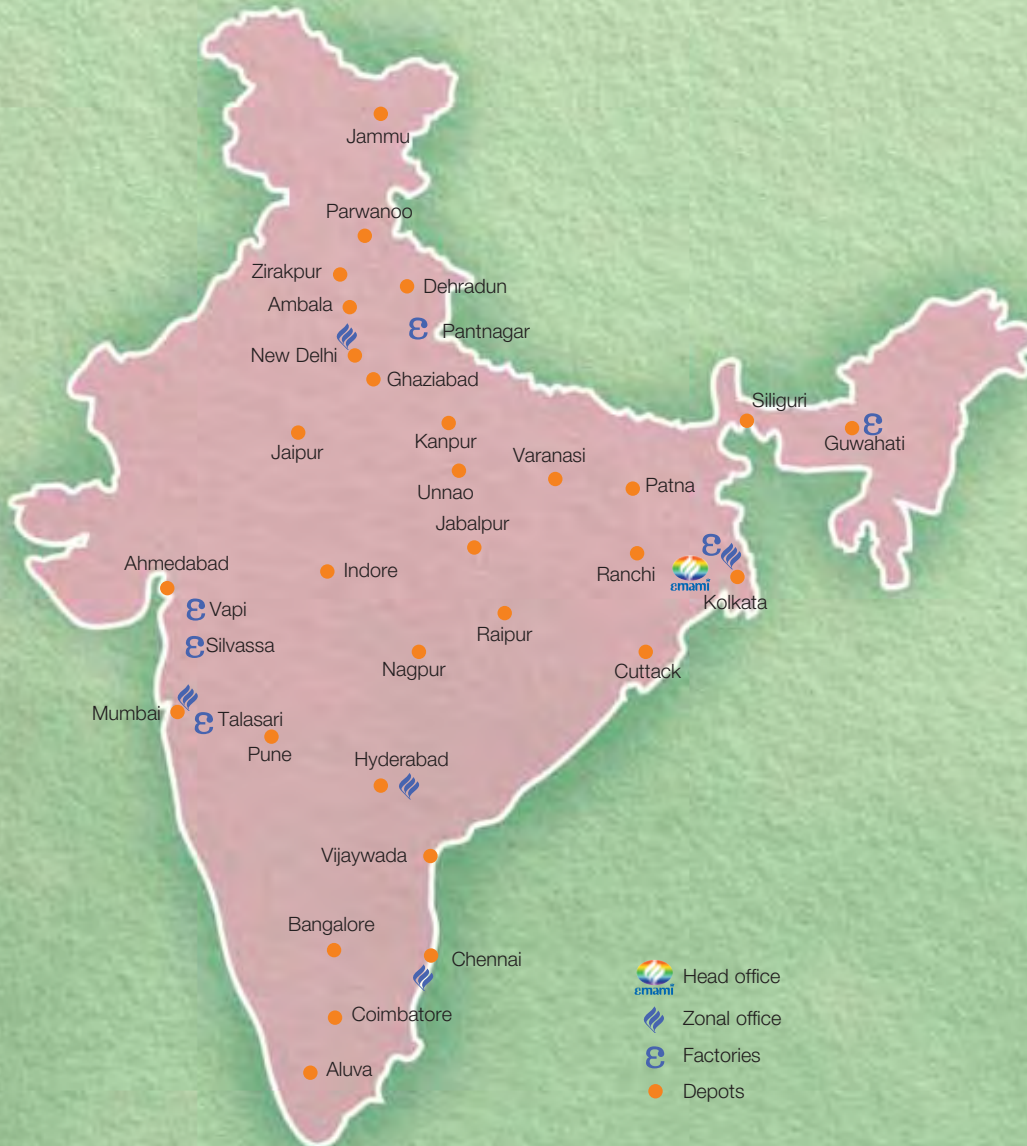 Jammu
Parwanoo
Zirakpur
Dehradun
Ambala
Pantnagar
New Delhi
Ghaziabad
Siliguri
Guwahati
Jaipur
Kanpur
Varanasi
Unnao
Patna
Jabalpur
Ahmedabad
Indore
Ranchi
emami
Kolkata
Vapi
Raipur
Silvassa
Nagpur
Cuttack
Mumbai
Talasari
Pune
Hyderabad
Vijaywada
Bangalore
Chennai
Coimbatore
Aluva
emami Head office
Zonal office
Factories
Depots